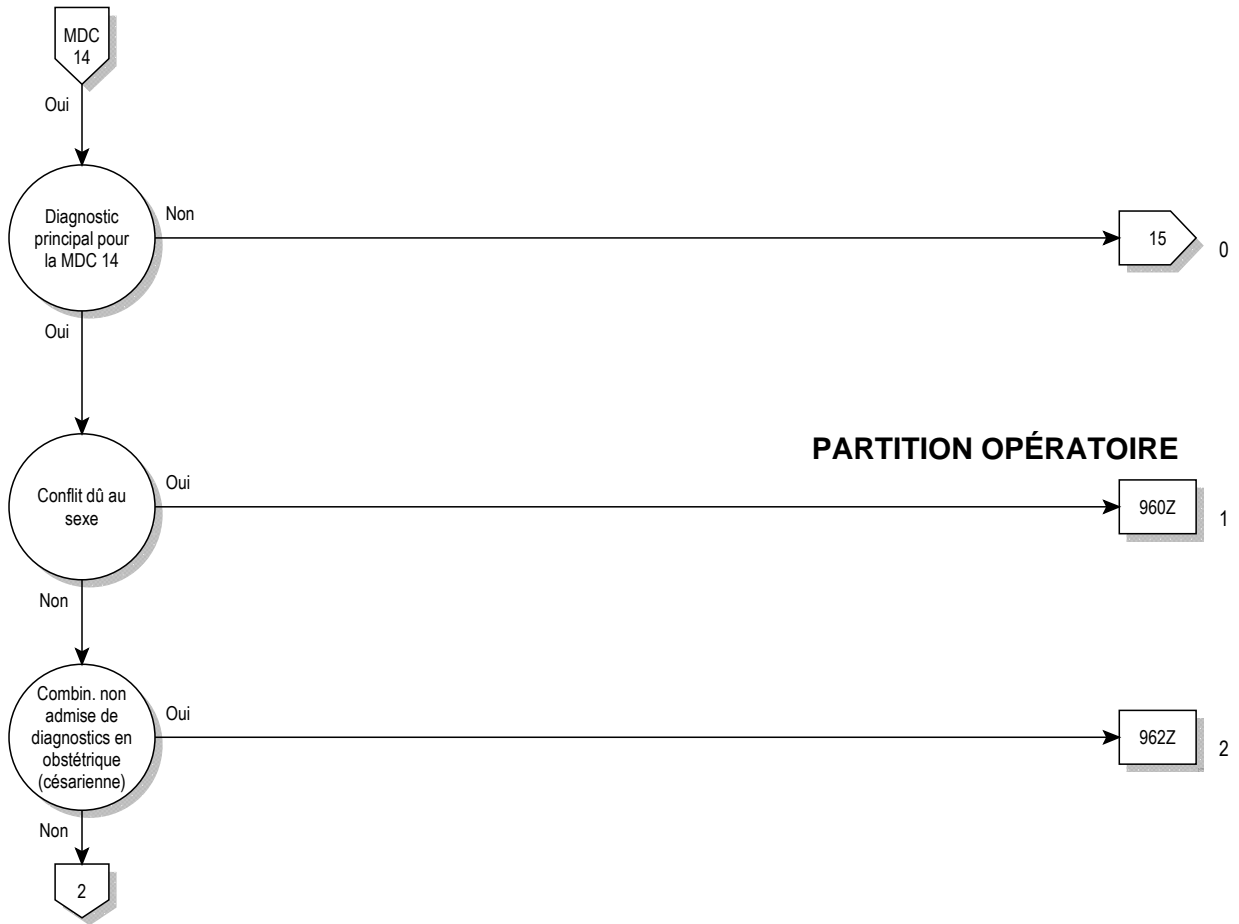 MDC
14
Oui
Diagnostic
principal pour
la MDC 14
Non
15
0
Oui
PARTITION OPÉRATOIRE
Conflit dû au
sexe
Oui
960Z
1
Non
Combin. non
admise de
diagnostics en
obstétrique
(césarienne)
Oui
962Z
2
Non
2